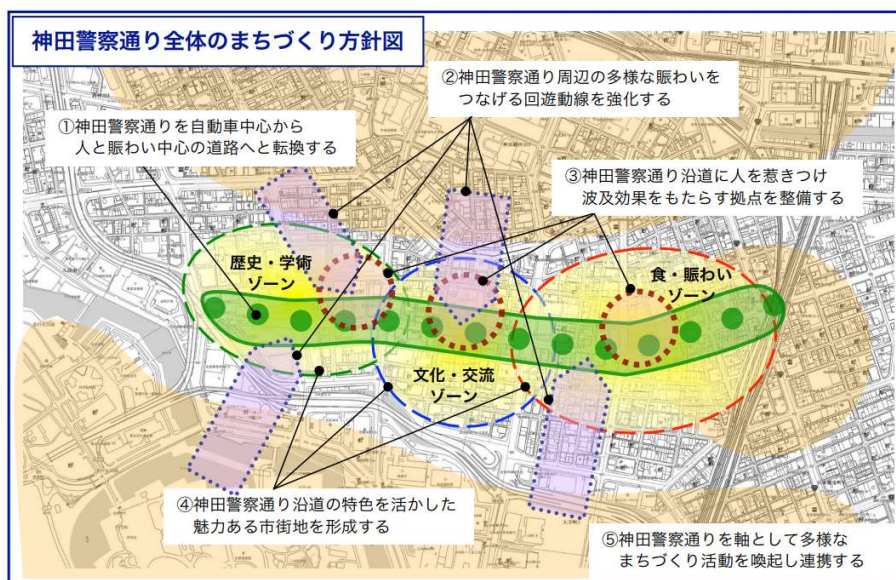 神田警察通り全体のまちづくり方針図
②神田警察通り周辺の多様な賑わいを
つなげる回遊動線を強化する
①神田警察通りを自動車中心から
人と賑わい中心の道路へと転換する
③神田警察通り沿道に人を惹きつけ
波及効果をもたらす拠点を整備する
歴史・学術
ゾーン
食・賑わい
ゾーン
文化・交流
ゾーン
④神田警察通り沿道の特色を活かした
魅力ある市街地を形成する
⑤神田警察通りを軸として多様な
まちづくり活動を喚起し連携する